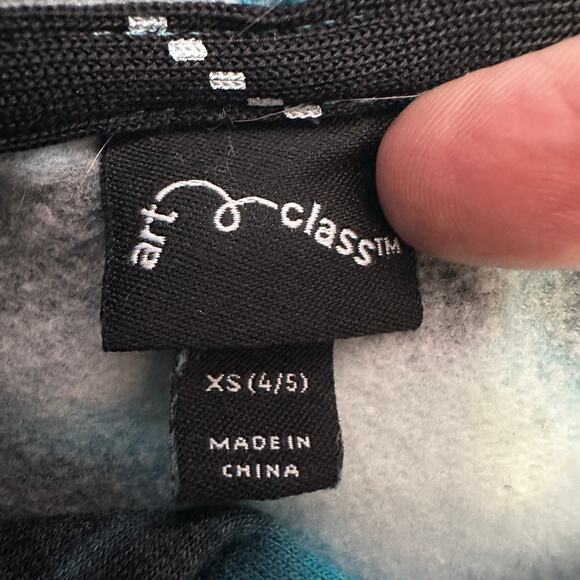 art class™
XS (4/5)
MADE IN
CHINA